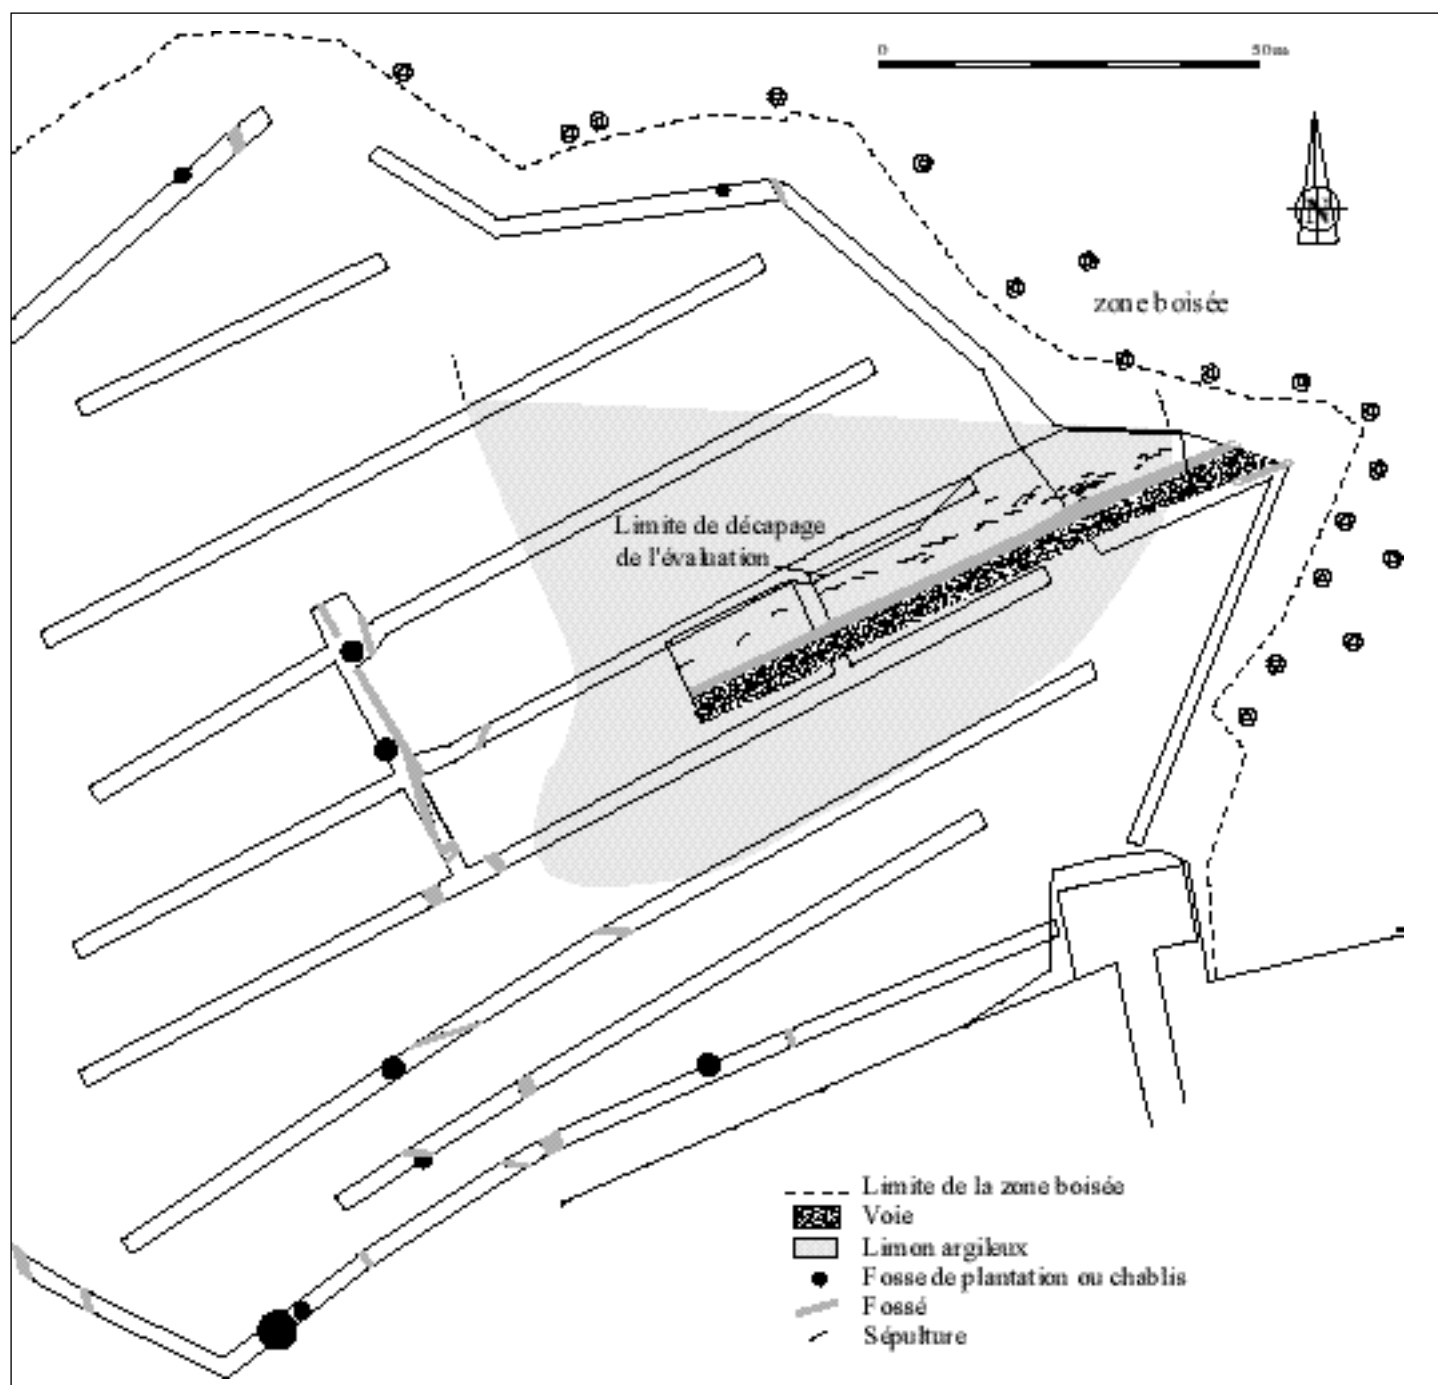 0 50m
N
zone boisée
Limite de décapage
de l'évaluation
Limite de la zone boisée
Voie
Limon argileux
Fosse de plantation ou chablis
Fossé
Sépulture